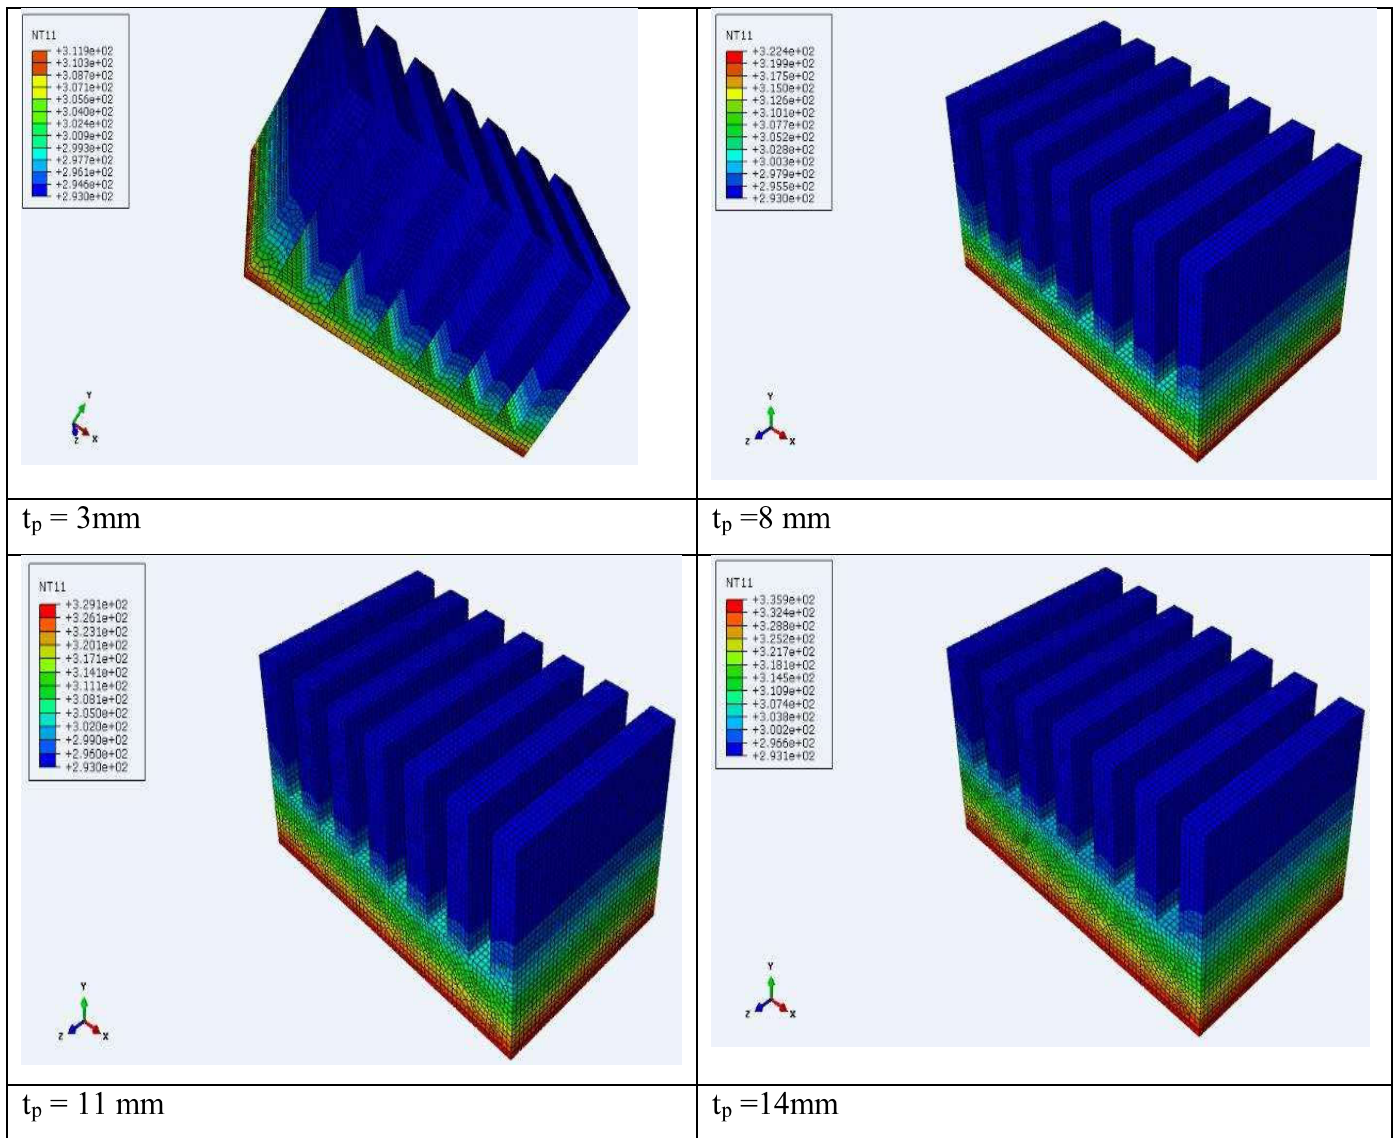 NT11
+3.119e+02
+3.103e+02
+3.087e+02
+3.071e+02
+3.056e+02
+3.040e+02
+3.024e+02
+3.009e+02
+2.993e+02
+2.977e+02
+2.961e+02
+2.946e+02
+2.930e+02
Y
Z
X
NT11
+3.224e+02
+3.199e+02
+3.175e+02
+3.150e+02
+3.126e+02
+3.101e+02
+3.077e+02
+3.052e+02
+3.028e+02
+3.003e+02
+2.979e+02
+2.955e+02
+2.930e+02
Y
Z
X
tₚ = 3mm
tₚ =8 mm
NT11
+3.291e+02
+3.261e+02
+3.231e+02
+3.201e+02
+3.171e+02
+3.141e+02
+3.111e+02
+3.081e+02
+3.050e+02
+3.020e+02
+2.990e+02
+2.960e+02
+2.930e+02
Y
Z
X
NT11
+3.359e+02
+3.324e+02
+3.288e+02
+3.252e+02
+3.217e+02
+3.181e+02
+3.145e+02
+3.109e+02
+3.074e+02
+3.038e+02
+3.002e+02
+2.966e+02
+2.931e+02
Y
Z
X
tₚ = 11 mm
tₚ =14mm